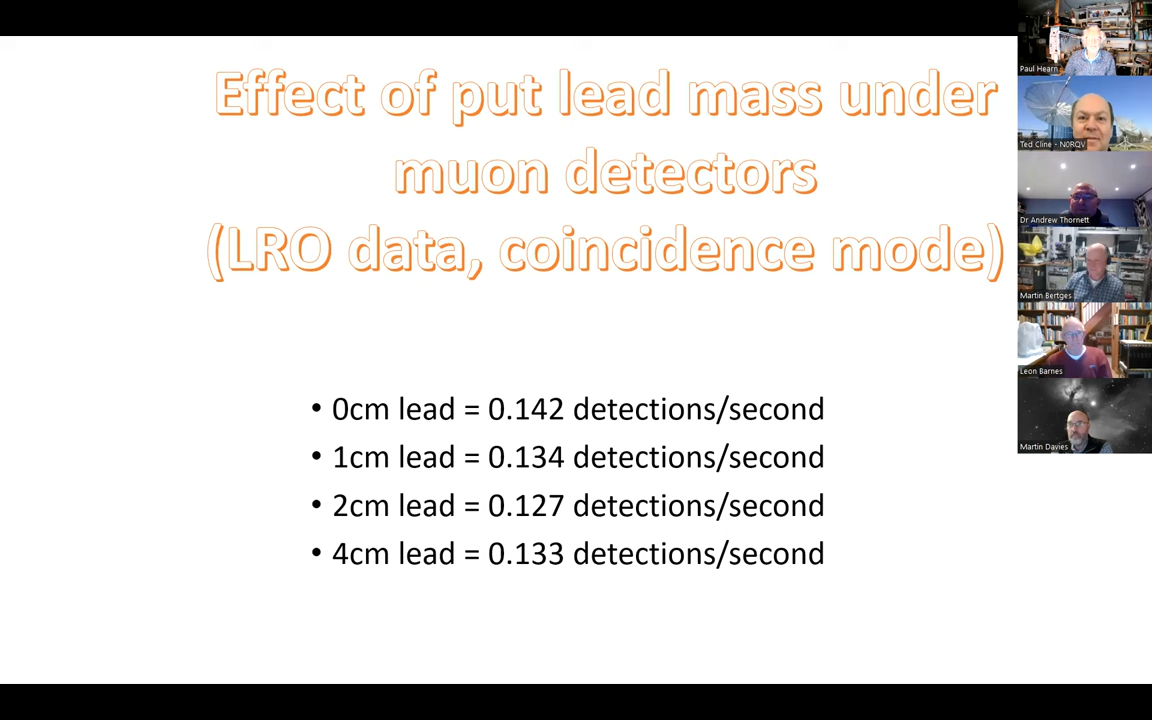 Effect of put lead mass under
muon detectors
(LRO data, coincidence mode)
• 0cm lead = 0.142 detections/second
• 1cm lead = 0.134 detections/second
• 2cm lead = 0.127 detections/second
• 4cm lead = 0.133 detections/second
Paul Hearn
Ted Cline - N0RQV
Dr Andrew Thornett
Martin Bertges
Leon Barnes
Martin Davies